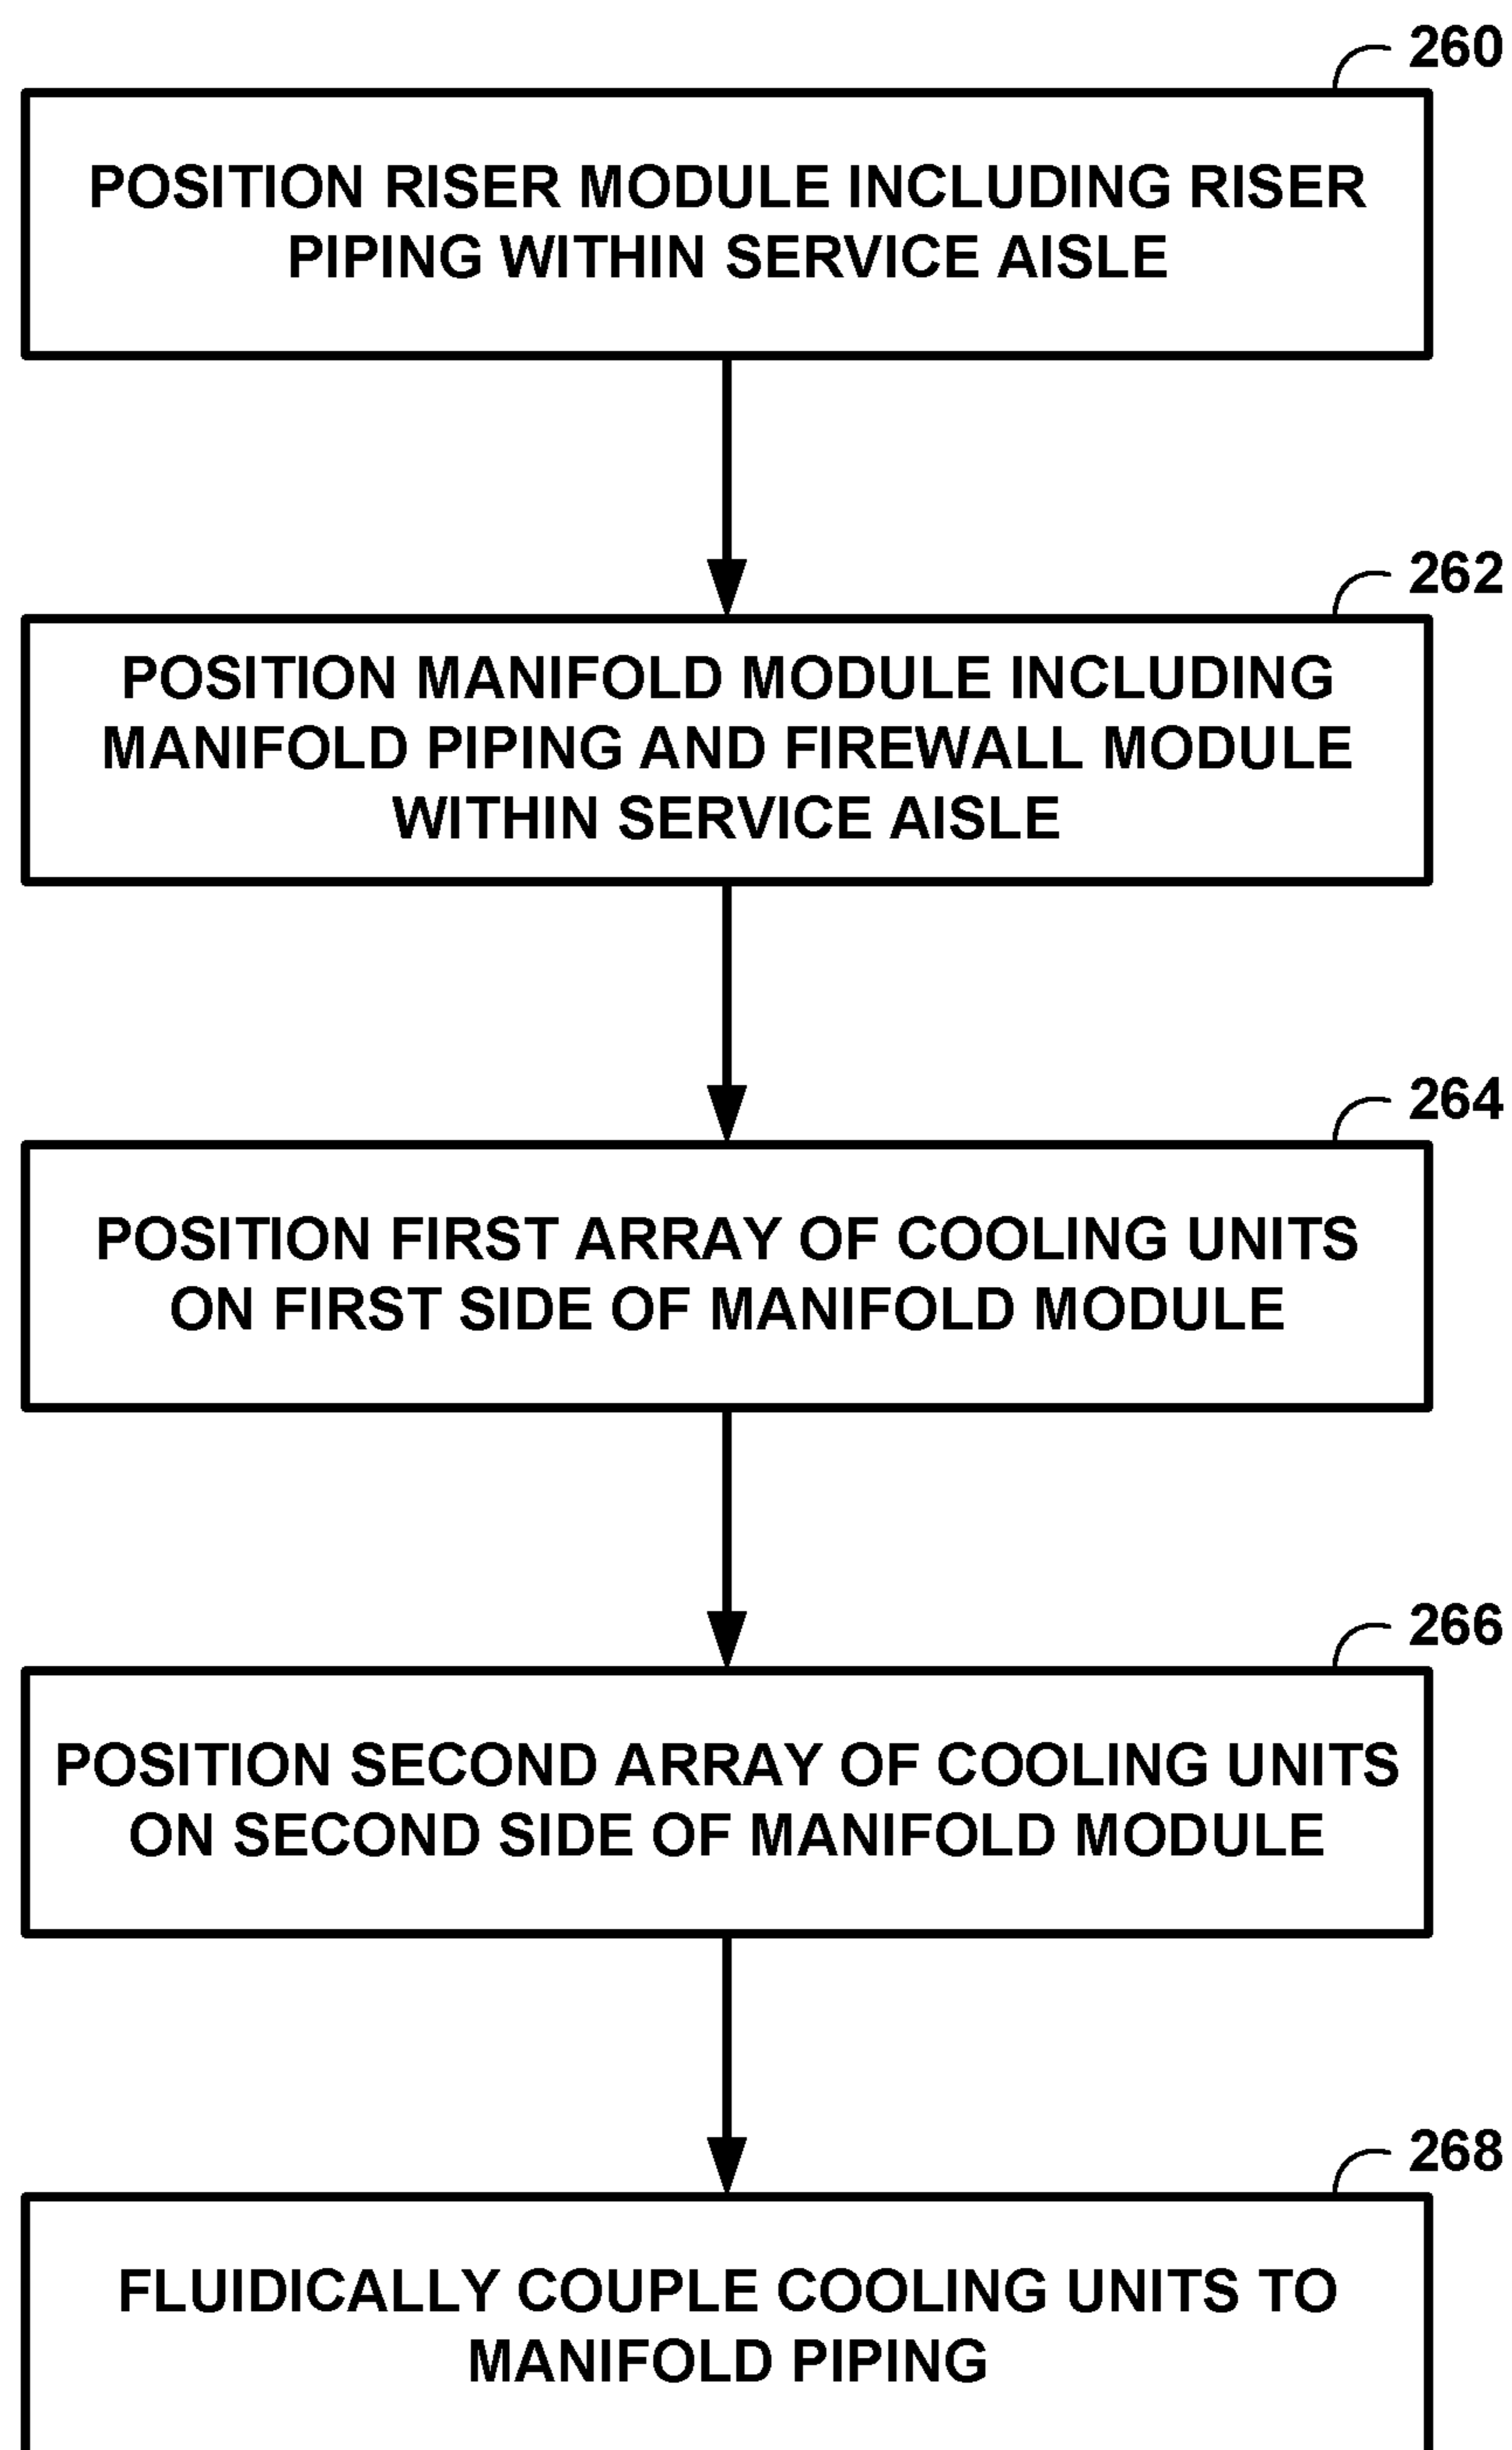 260
POSITION RISER MODULE INCLUDING RISER
PIPING WITHIN SERVICE AISLE
262
POSITION MANIFOLD MODULE INCLUDING
MANIFOLD PIPING AND FIREWALL MODULE
WITHIN SERVICE AISLE
264
POSITION FIRST ARRAY OF COOLING UNITS
ON FIRST SIDE OF MANIFOLD MODULE
266
POSITION SECOND ARRAY OF COOLING UNITS
ON SECOND SIDE OF MANIFOLD MODULE
268
FLUIDICALLY COUPLE COOLING UNITS TO
MANIFOLD PIPING